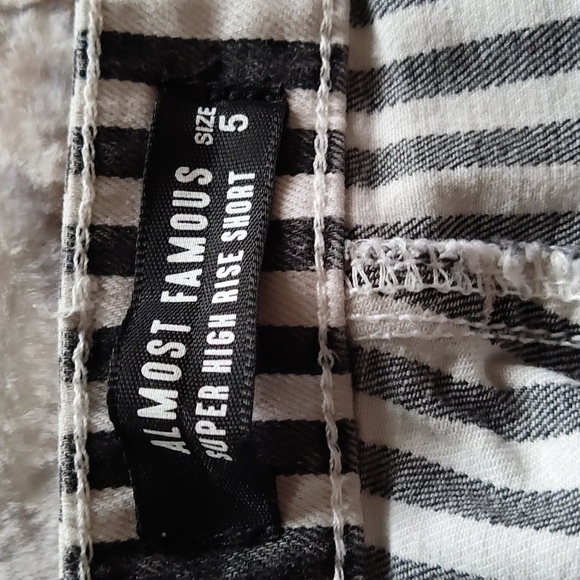 ALMOST FAMOUS
SUPER HIGH RISE SHORT
SIZE
5